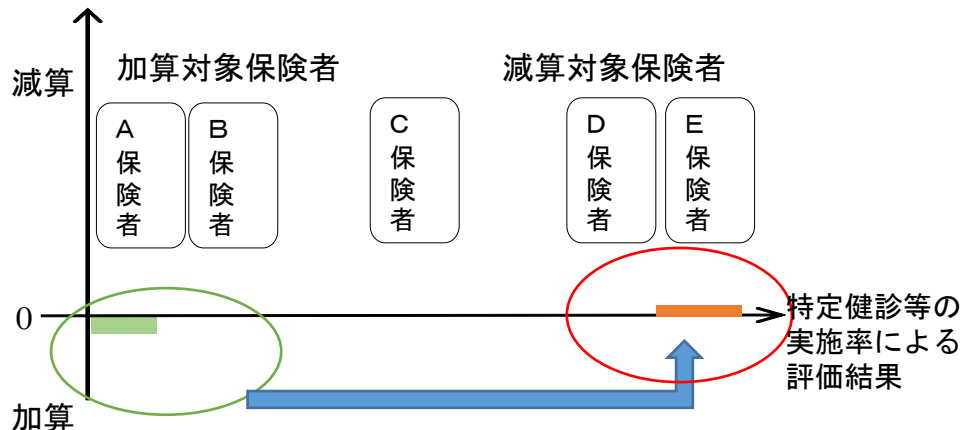 減算
加算対象保険者
減算対象保険者
A
保
険
者
B
保
険
者
C
保
険
者
D
保
険
者
E
保
険
者
0
特定健診等の
実施率による
評価結果
加算